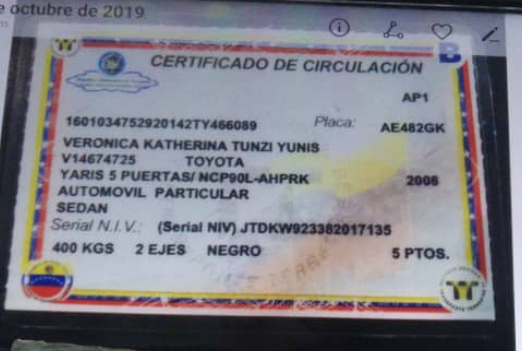 e octubre de 2019
CERTIFICADO DE CIRCULACIÓN
B
AP1
1601034752920142TY466089 Placa: AE482GK
VERONICA KATHERINA TUNZI YUNIS
V14674725 TOYOTA
YARIS 5 PUERTAS/ NCP90L-AHPRK 2008
AUTOMOVIL PARTICULAR
SEDAN
Serial N.I.V.: (Serial NIV) JTDKW923382017135
400 KGS 2 EJES NEGRO 5 PTOS.